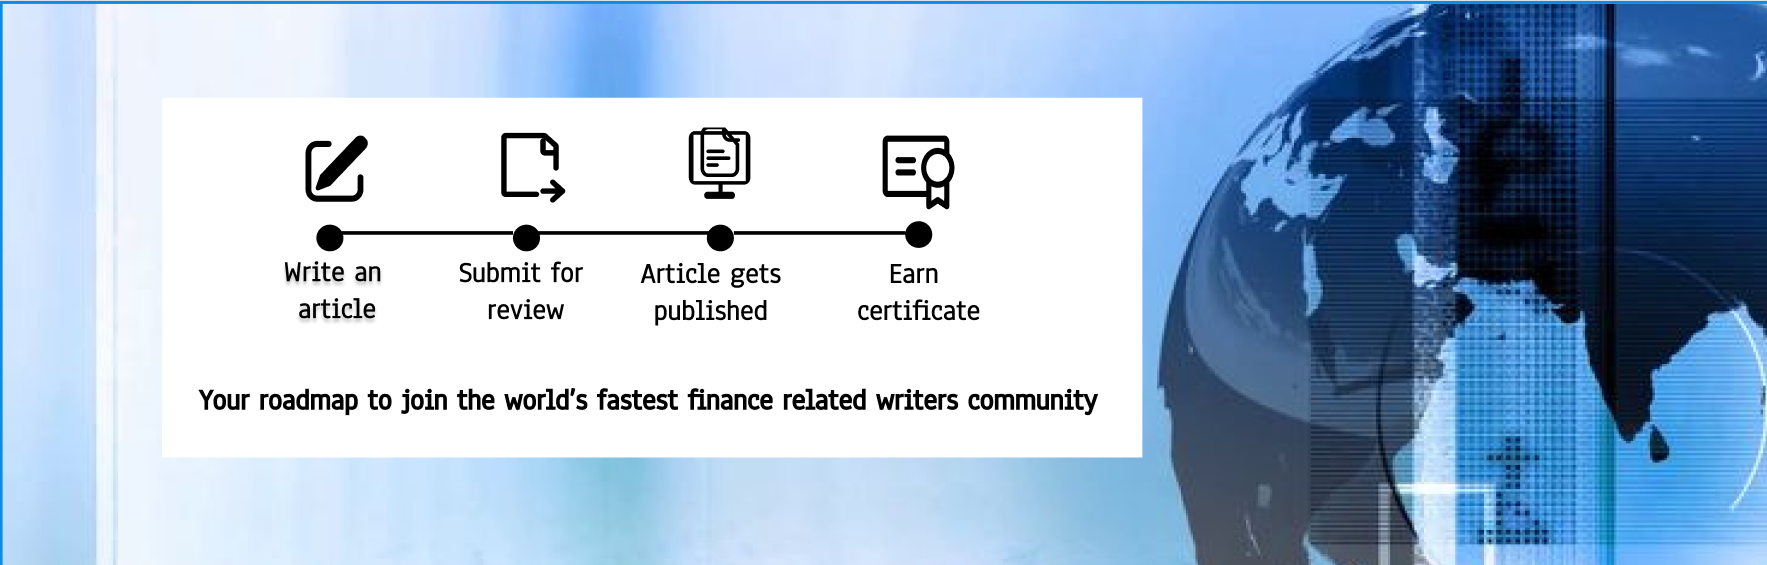 Write an
article
Submit for
review
Article gets
published
Earn
certificate
Your roadmap to join the world's fastest finance related writers community